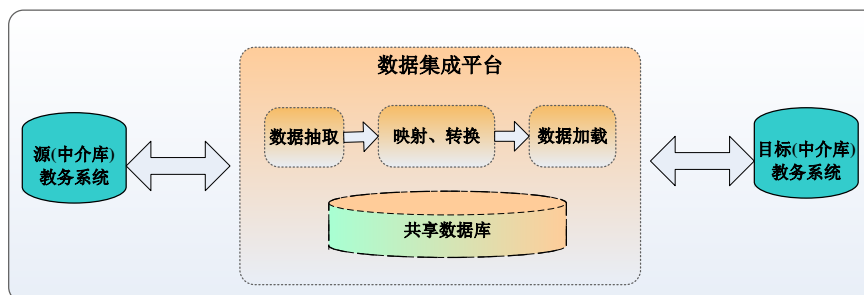 数据集成平台
数据抽取
映射、转换
数据加载
源(中介库)
教务系统
目标(中介库)
教务系统
共享数据库